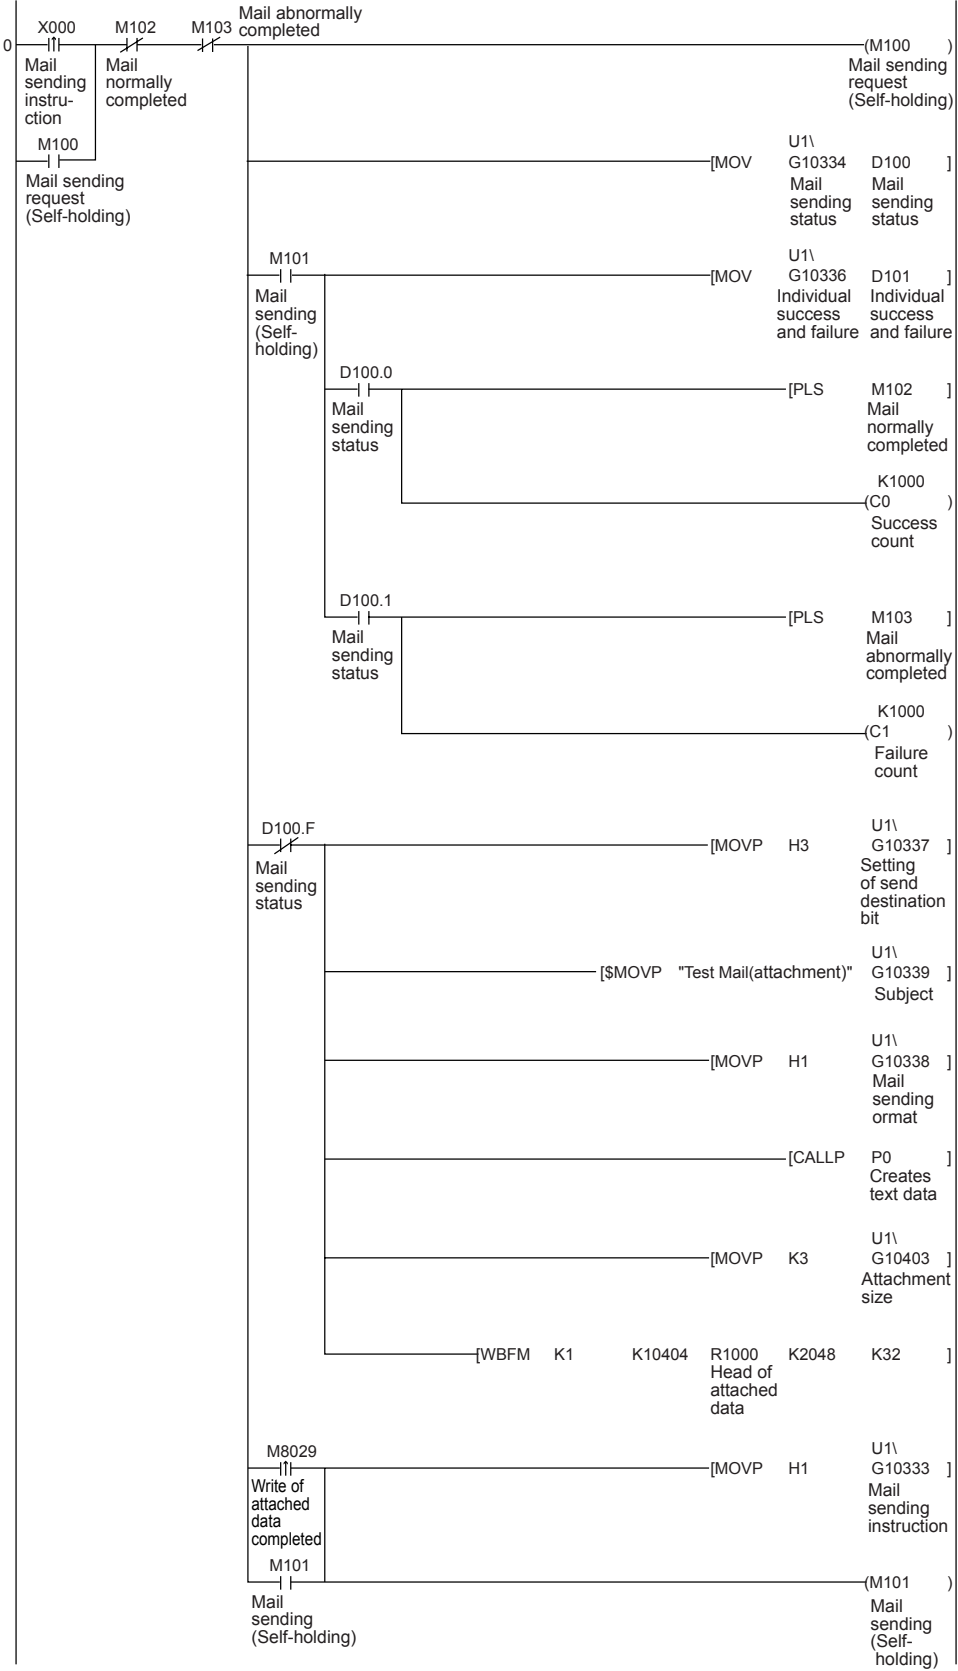 Mail abnormally
completed
X000 M102 M103
0 (M100 )
Mail
sending
instru-
ction
Mail
normally
completed
Mail sending
request
(Self-holding)
M100
Mail sending
request
(Self-holding)
U1\
[MOV G10334 D100 ]
Mail
sending
status
Mail
sending
status
M101
Mail
sending
(Self-
holding)
U1\
[MOV G10336 D101 ]
Individual
success
and failure
Individual
success
and failure
D100.0
Mail
sending
status
[PLS M102 ]
Mail
normally
completed
K1000
(C0 )
Success
count
D100.1
Mail
sending
status
[PLS M103 ]
Mail
abnormally
completed
K1000
(C1 )
Failure
count
D100.F
Mail
sending
status
U1\
[MOVP H3 G10337 ]
Setting
of send
destination
bit
U1\
[$MOVP "Test Mail(attachment)" G10339 ]
Subject
U1\
[MOVP H1 G10338 ]
Mail
sending
ormat
[CALLP P0 ]
Creates
text data
U1\
[MOVP K3 G10403 ]
Attachment
size
[WBFM K1 K10404 R1000 K2048 K32 ]
Head of
attached
data
M8029
Write of
attached
data
completed
U1\
[MOVP H1 G10333 ]
Mail
sending
instruction
M101
Mail
sending
(Self-holding)
(M101 )
Mail
sending
(Self-
holding)